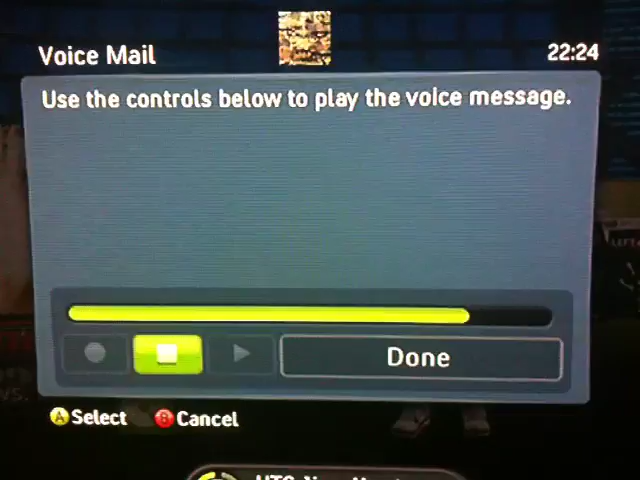 Voice Mail
22:24
Use the controls below to play the voice message.
Done
A Select
B Cancel